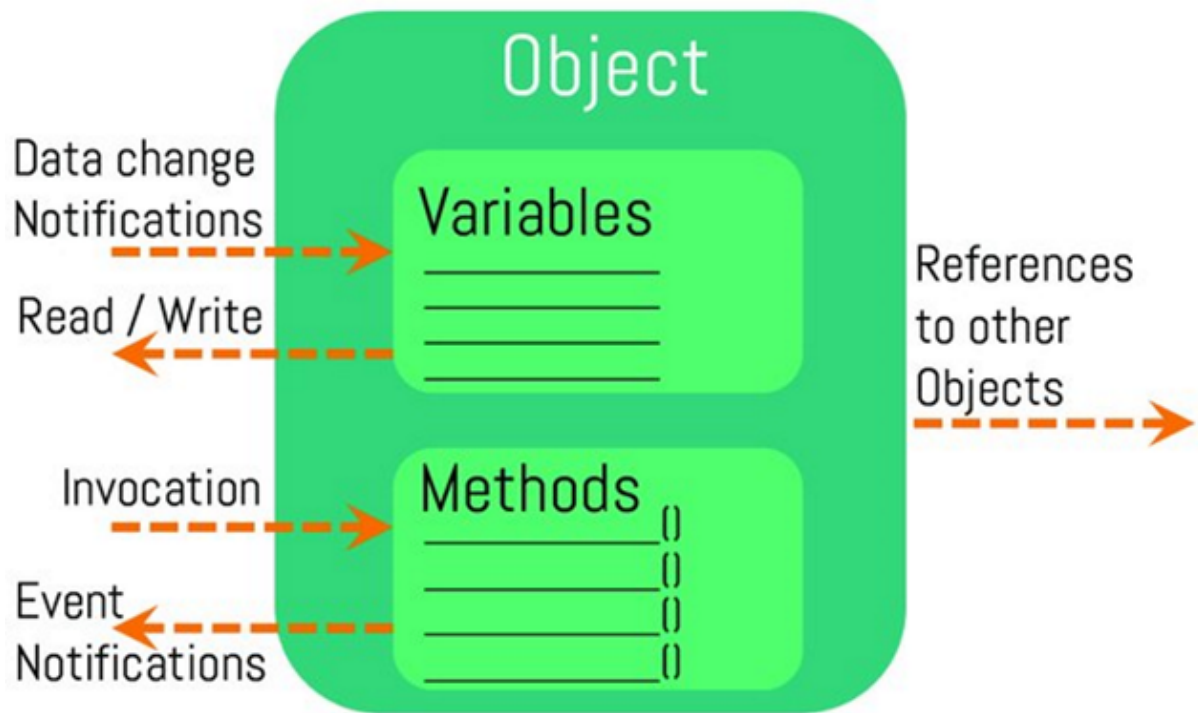 Object
Data change
Notifications
Variables
Read / Write
References
to other
Objects
Invocation
Methods
()
()
()
()
Event
Notifications